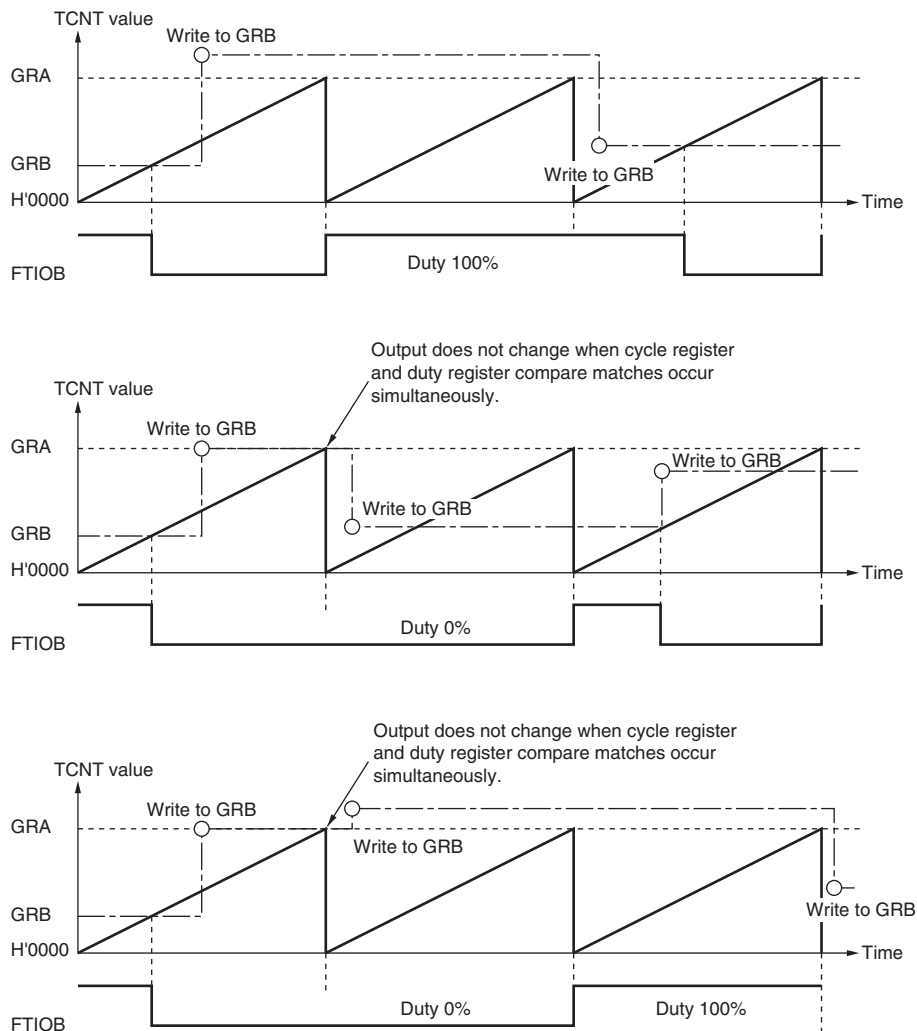 TCNT value
Write to GRB
GRA
GRB
Write to GRB
H'0000
Time
FTIOB
Duty 100%
Output does not change when cycle register
and duty register compare matches occur
simultaneously.
TCNT value
Write to GRB
GRA
Write to GRB
Write to GRB
GRB
H'0000
Time
FTIOB
Duty 0%
Output does not change when cycle register
and duty register compare matches occur
simultaneously.
TCNT value
Write to GRB
GRA
Write to GRB
GRB
Write to GRB
H'0000
Time
FTIOB
Duty 0%
Duty 100%